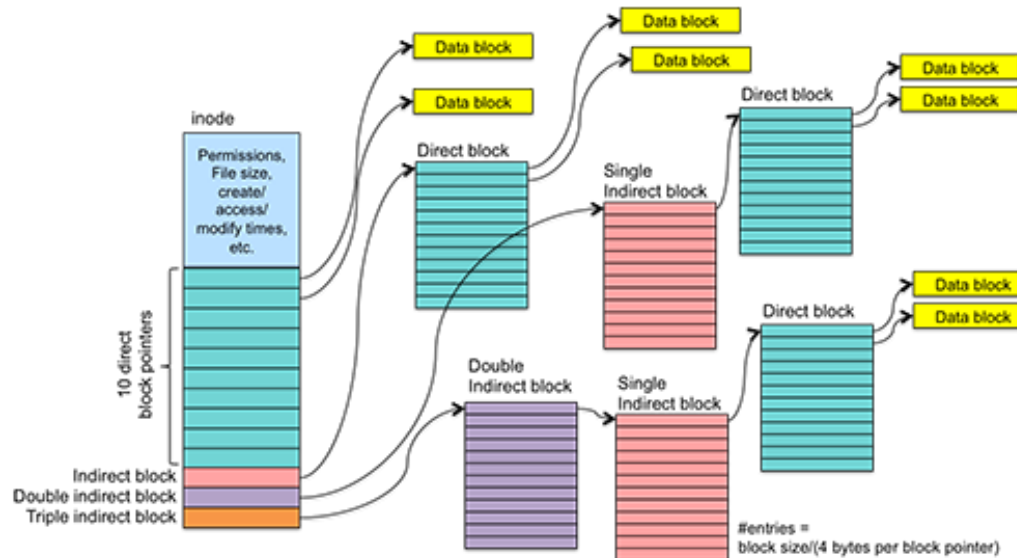 Data block
Data block
Data block
Data block
Data block
Data block
inode
Permissions,
File size,
create/
access/
modify times,
etc.
Direct block
Single
Indirect block
Direct block
10 direct
block pointers
Data block
Data block
Direct block
Double
Indirect block
Single
Indirect block
Indirect block
Double indirect block
Triple indirect block
#entries =
block size/(4 bytes per block pointer)